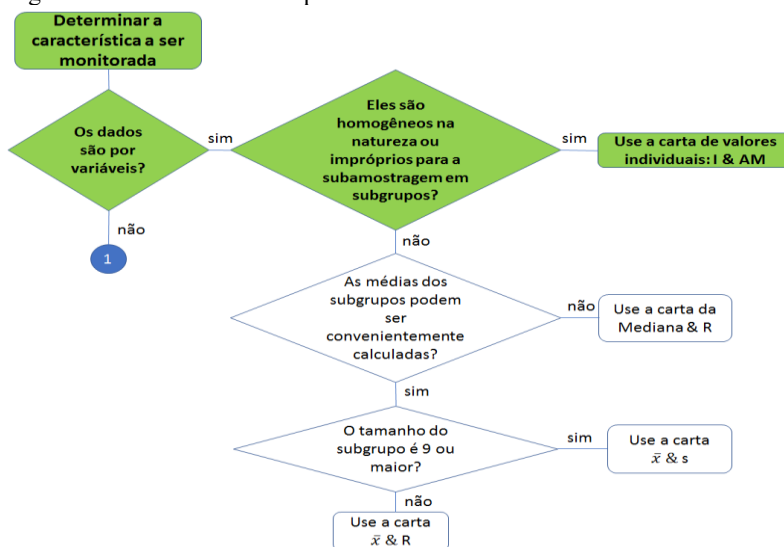 Determinar a
característica a ser
monitorada
Os dados
são por
variáveis?
sim
Eles são
homogêneos na
natureza ou
impróprios para a
subamostragem em
subgrupos?
sim
Use a carta de valores
individuais: I & AM
não
1
não
As médias dos
subgrupos podem
ser
convenientemente
calculadas?
não
Use a carta da
Mediana & R
sim
O tamanho do
subgrupo é 9 ou
maior?
sim
Use a carta
x̄ & s
não
Use a carta
x̄ & R